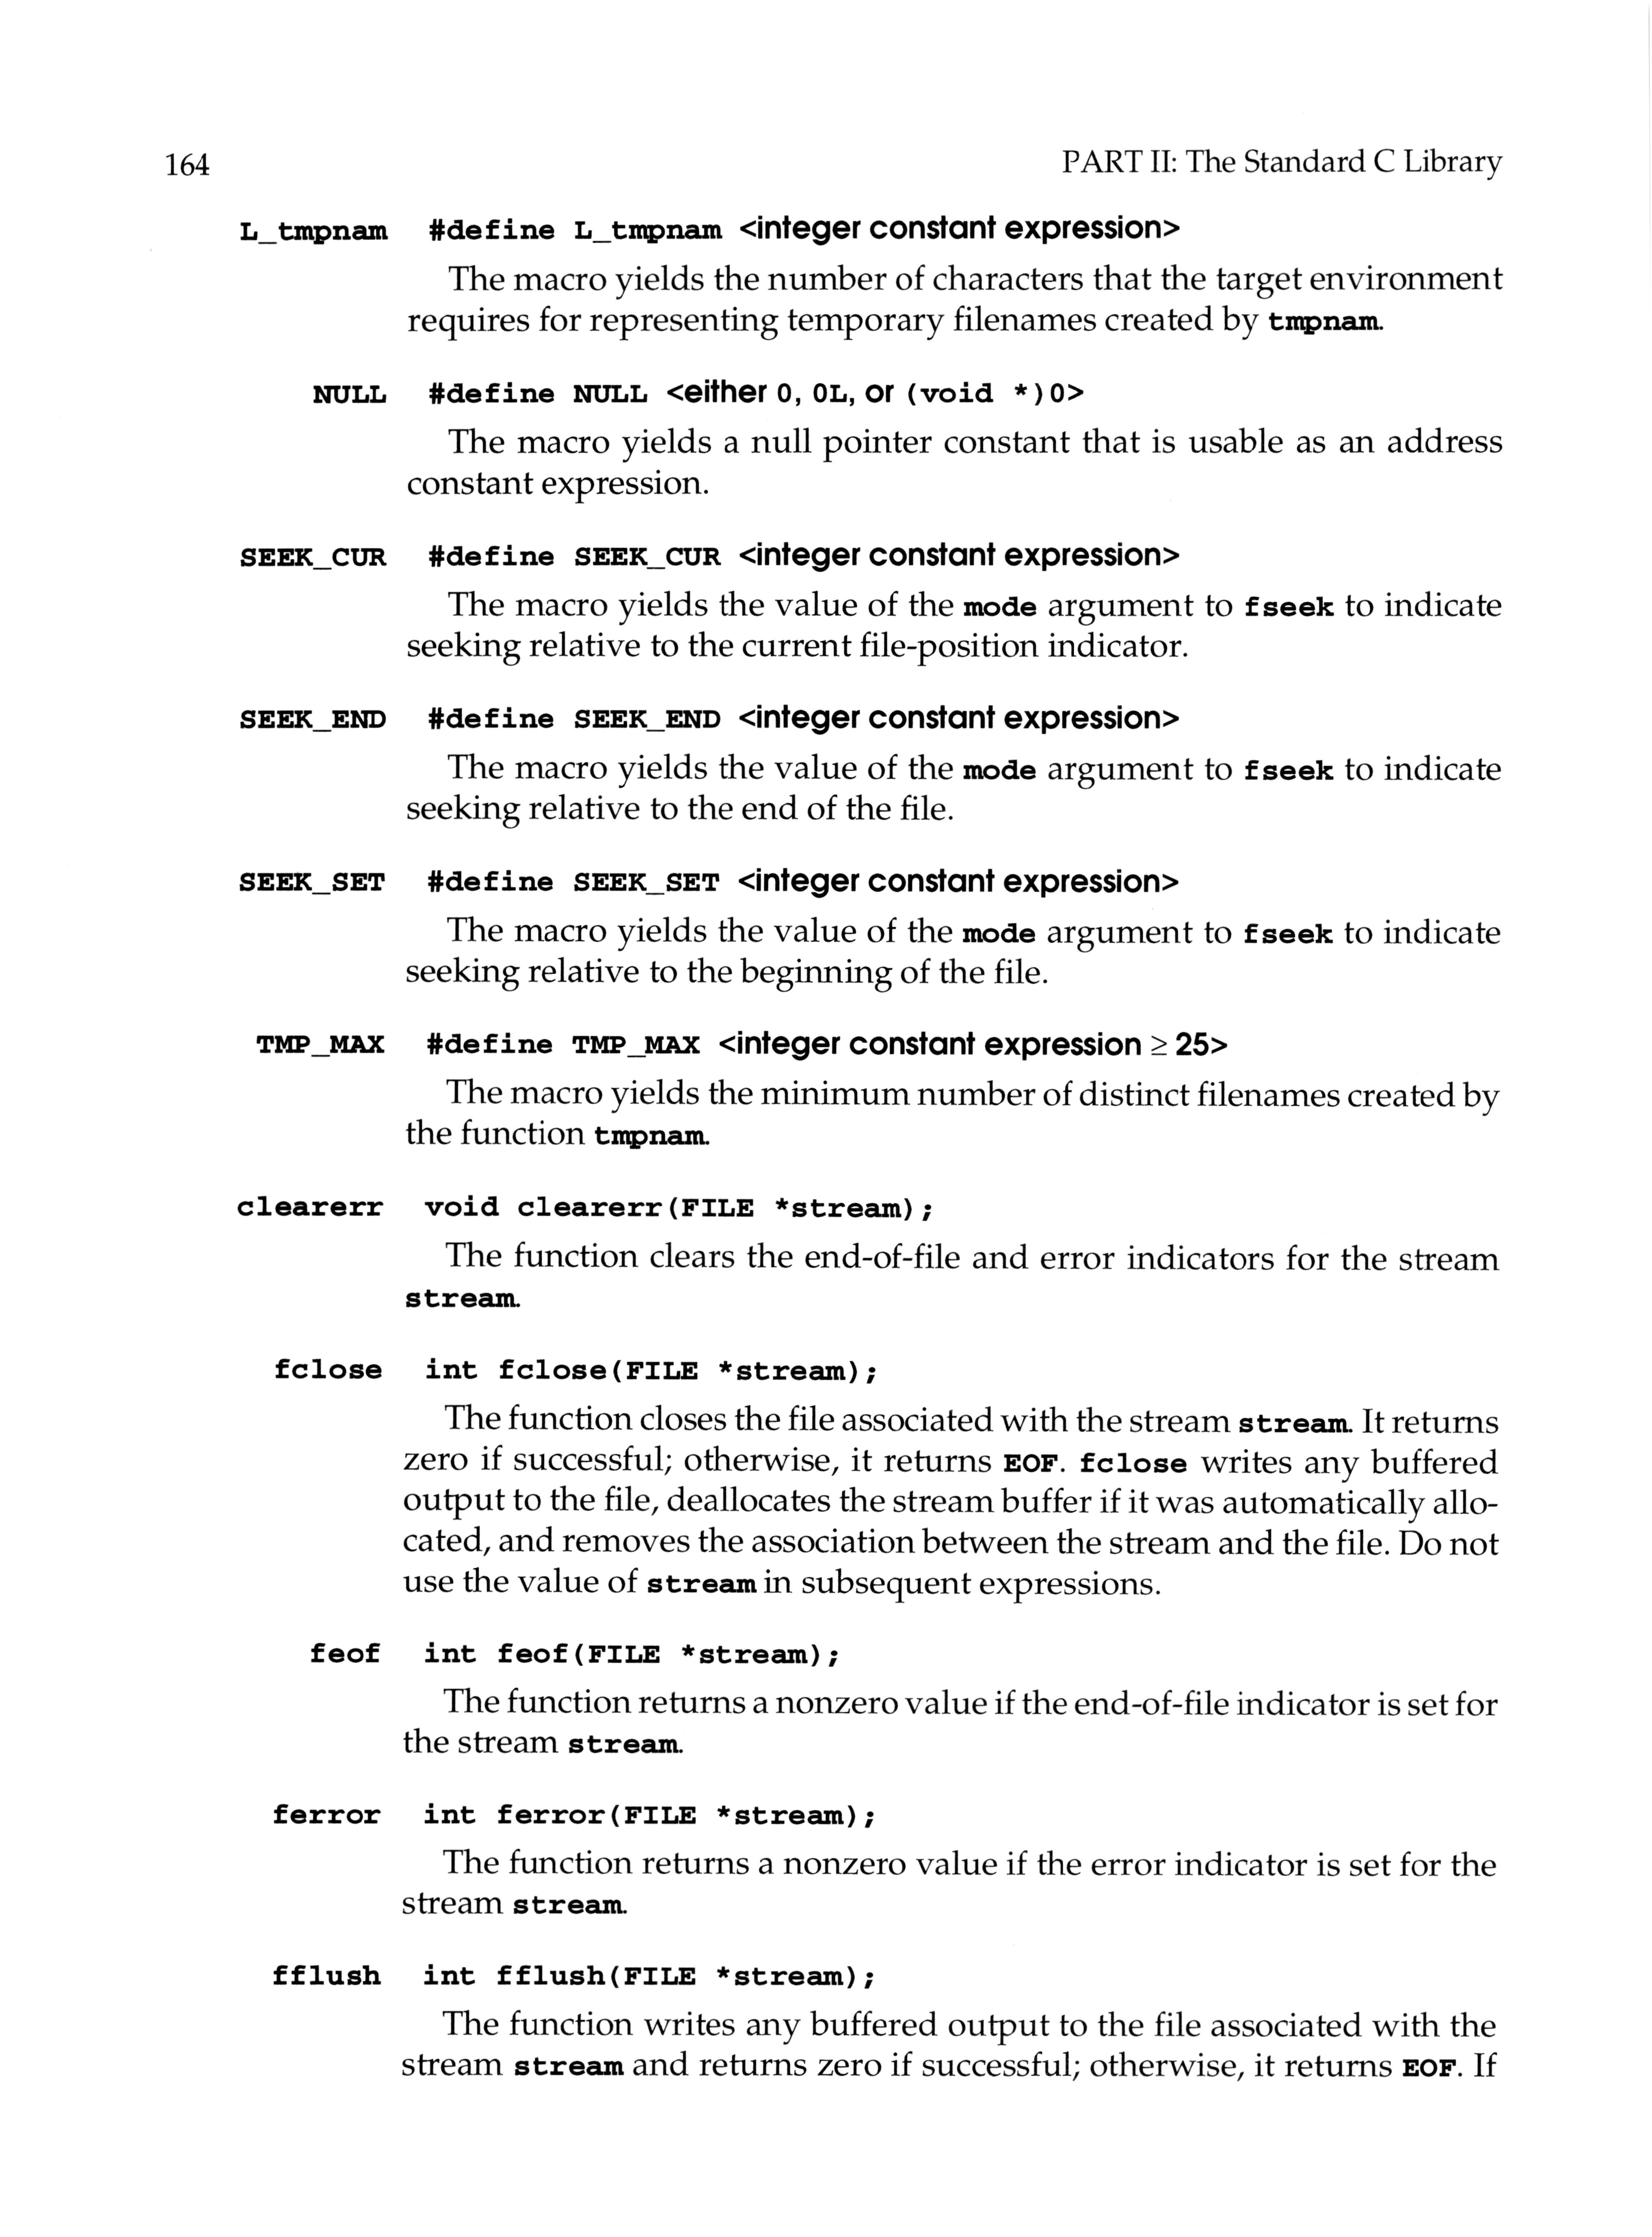 164 PART II: The Standard C Library
L_tmpnam #define L_tmpnam <integer constant expression>
The macro yields the number of characters that the target environment
requires for representing temporary filenames created by tmpnam.
NULL #define NULL <either 0, 0L, or (void *)0>
The macro yields a null pointer constant that is usable as an address
constant expression.
SEEK_CUR #define SEEK_CUR <integer constant expression>
The macro yields the value of the mode argument to fseek to indicate
seeking relative to the current file-position indicator.
SEEK_END #define SEEK_END <integer constant expression>
The macro yields the value of the mode argument to fseek to indicate
seeking relative to the end of the file.
SEEK_SET #define SEEK_SET <integer constant expression>
The macro yields the value of the mode argument to fseek to indicate
seeking relative to the beginning of the file.
TMP_MAX #define TMP_MAX <integer constant expression ≥ 25>
The macro yields the minimum number of distinct filenames created by
the function tmpnam.
clearerr void clearerr(FILE *stream);
The function clears the end-of-file and error indicators for the stream
stream.
fclose int fclose(FILE *stream);
The function closes the file associated with the stream stream. It returns
zero if successful; otherwise, it returns EOF. fclose writes any buffered
output to the file, deallocates the stream buffer if it was automatically allo-
cated, and removes the association between the stream and the file. Do not
use the value of stream in subsequent expressions.
feof int feof(FILE *stream);
The function returns a nonzero value if the end-of-file indicator is set for
the stream stream.
ferror int ferror(FILE *stream);
The function returns a nonzero value if the error indicator is set for the
stream stream.
fflush int fflush(FILE *stream);
The function writes any buffered output to the file associated with the
stream stream and returns zero if successful; otherwise, it returns EOF. If